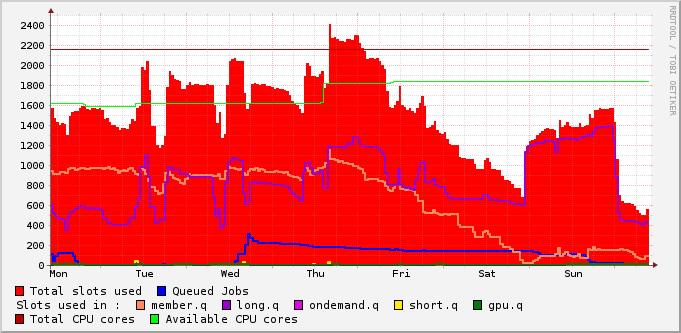 RRDTOOL / TOBI OETIKER
2400
2200
2000
1800
1600
1400
1200
1000
800
600
400
200
0
Mon Tue Wed Thu Fri Sat Sun
Total slots used Queued Jobs
Slots used in : member.q long.q ondemand.q short.q gpu.q
Total CPU cores Available CPU cores